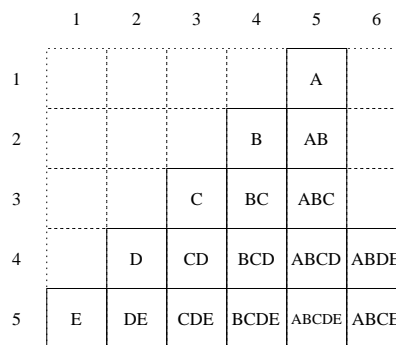 1 2 3 4 5 6
1 A
2 B AB
3 C BC ABC
4 D CD BCD ABCD ABDE
5 E DE CDE BCDE ABCDE ABCE